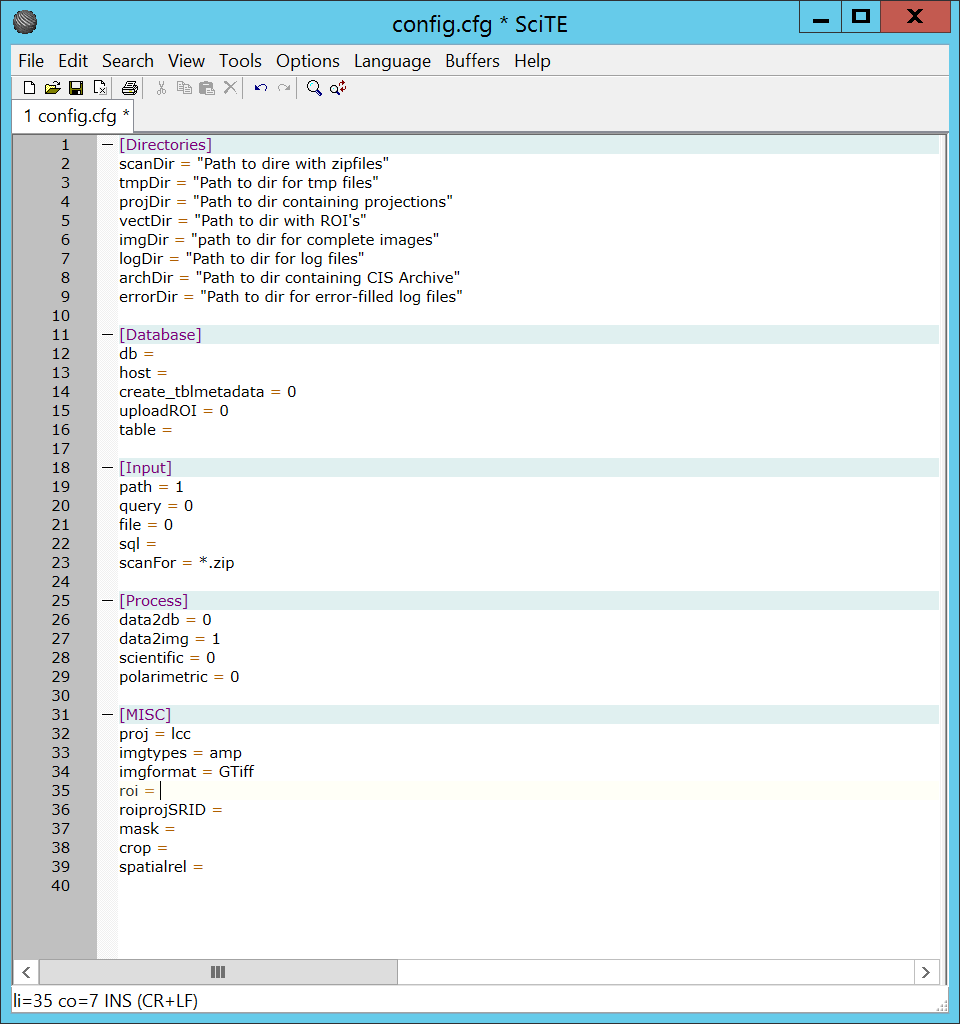 config.cfg * SciTE
File Edit Search View Tools Options Language Buffers Help
1 config.cfg *
1 [Directories]
2 scanDir = "Path to dire with zipfiles"
3 tmpDir = "Path to dir for tmp files"
4 projDir = "Path to dir containing projections"
5 vectDir = "Path to dir with ROI's"
6 imgDir = "path to dir for complete images"
7 logDir = "Path to dir for log files"
8 archDir = "Path to dir containing CIS Archive"
9 errorDir = "Path to dir for error-filled log files"
10
11 [Database]
12 db =
13 host =
14 create_tblmetadata = 0
15 uploadROI = 0
16 table =
17
18 [Input]
19 path = 1
20 query = 0
21 file = 0
22 sql =
23 scanFor = *.zip
24
25 [Process]
26 data2db = 0
27 data2img = 1
28 scientific = 0
29 polarimetric = 0
30
31 [MISC]
32 proj = lcc
33 imgtypes = amp
34 imgformat = GTiff
35 roi =
36 roiprojSRID =
37 mask =
38 crop =
39 spatialrel =
40
li=35 co=7 INS (CR+LF)